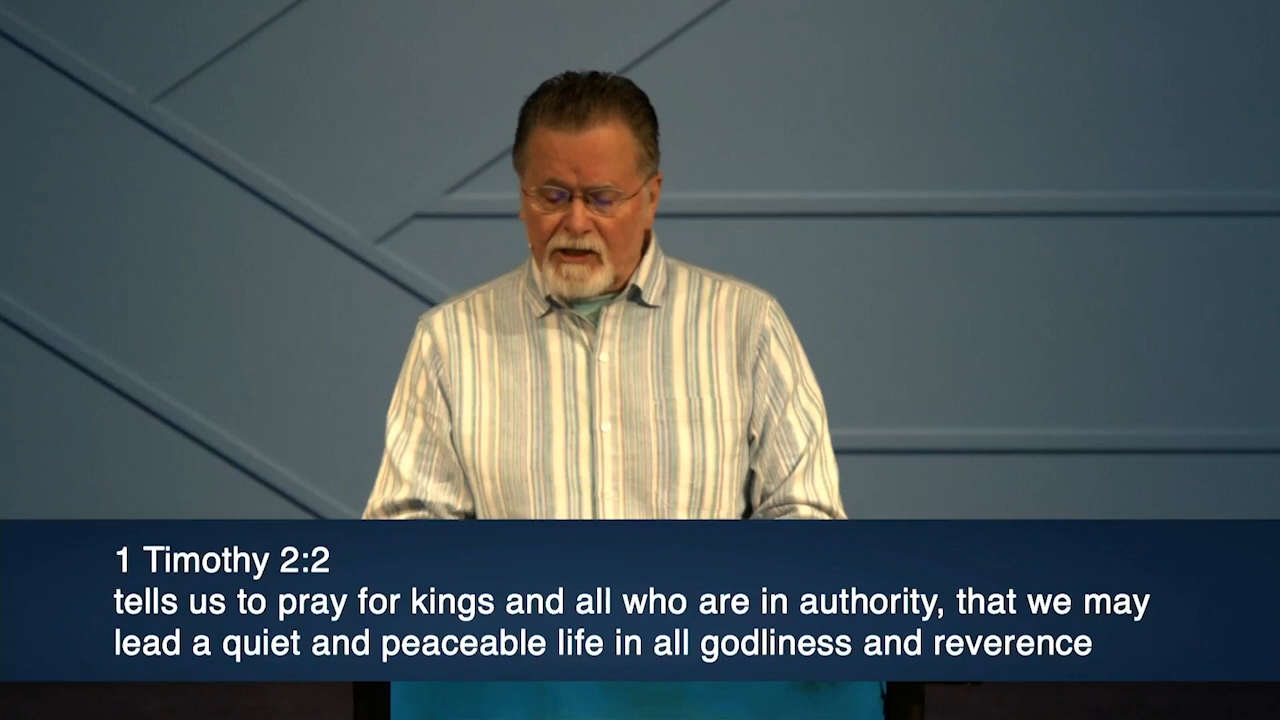 1 Timothy 2:2
tells us to pray for kings and all who are in authority, that we may
lead a quiet and peaceable life in all godliness and reverence